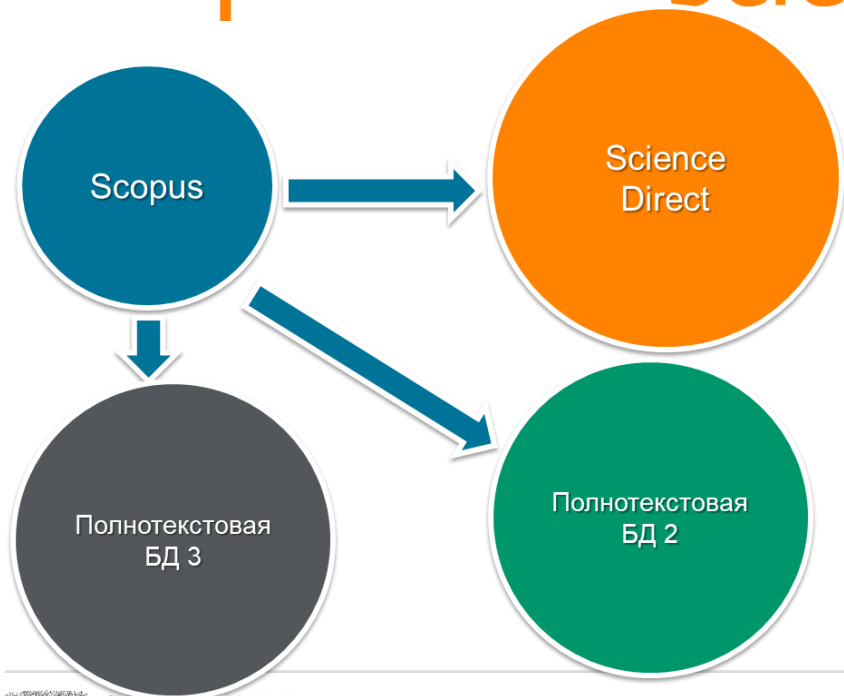 Scopus
Science
Direct
Полнотекстовая
БД 3
Полнотекстовая
БД 2